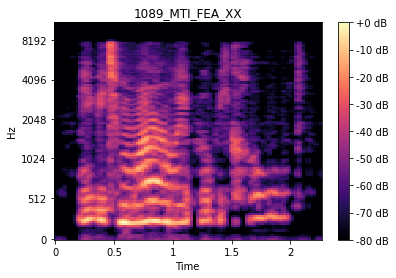 1089_MTI_FEA_XX
+0 dB
8192
-10 dB
4096
-20 dB
-30 dB
2048
Hz
-40 dB
1024
-50 dB
512
-60 dB
-70 dB
0
-80 dB
0 0.5 1 1.5 2
Time